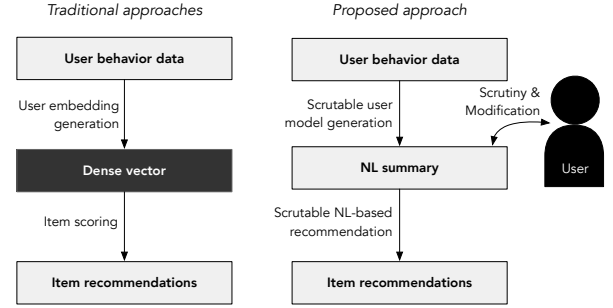 Traditional approaches
User behavior data
User embedding
generation
Dense vector
Item scoring
Item recommendations
Proposed approach
User behavior data
Scrutable user
model generation
Scrutiny &
Modification
NL summary
User
Scrutable NL-based
recommendation
Item recommendations